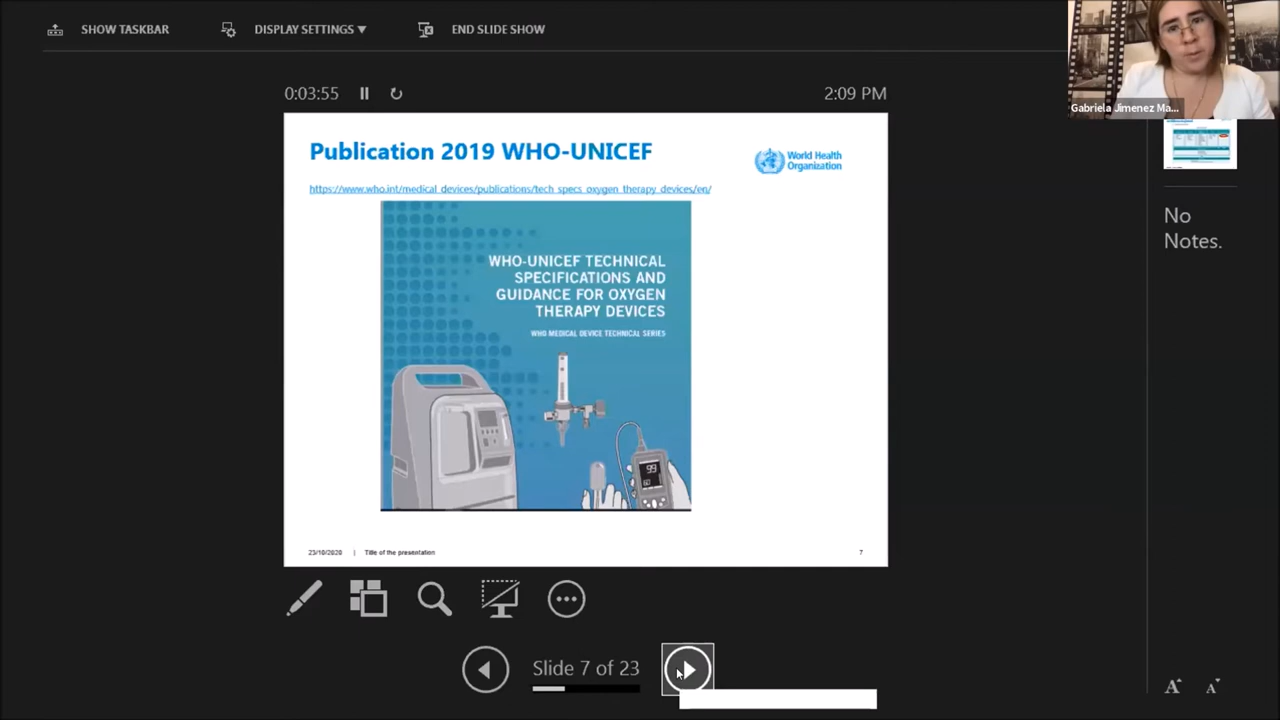 SHOW TASKBAR
DISPLAY SETTINGS ▼
END SLIDE SHOW
Gabriela Jimenez Ma...
0:03:55
2:09 PM
Publication 2019 WHO-UNICEF
World Health
Organization
https://www.who.int/medical_devices/publications/tech_specs_oxygen_therapy_devices/en/
WHO-UNICEF TECHNICAL
SPECIFICATIONS AND
GUIDANCE FOR OXYGEN
THERAPY DEVICES
WHO MEDICAL DEVICE TECHNICAL SERIES
99
60
23/10/2020 | Title of the presentation
7
No
Notes.
Slide 7 of 23
A
A